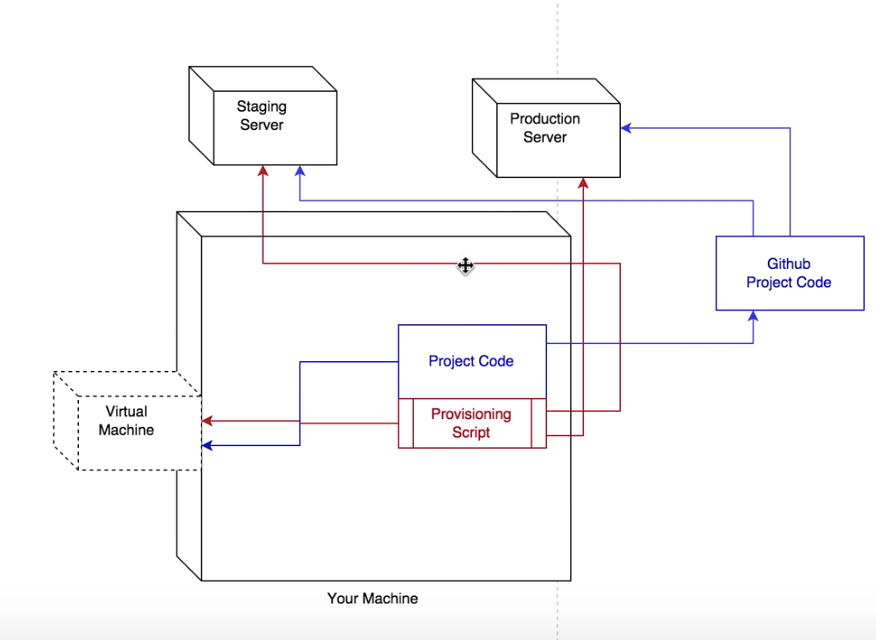 Staging
Server
Production
Server
Github
Project Code
Project Code
Provisioning
Script
Virtual
Machine
Your Machine